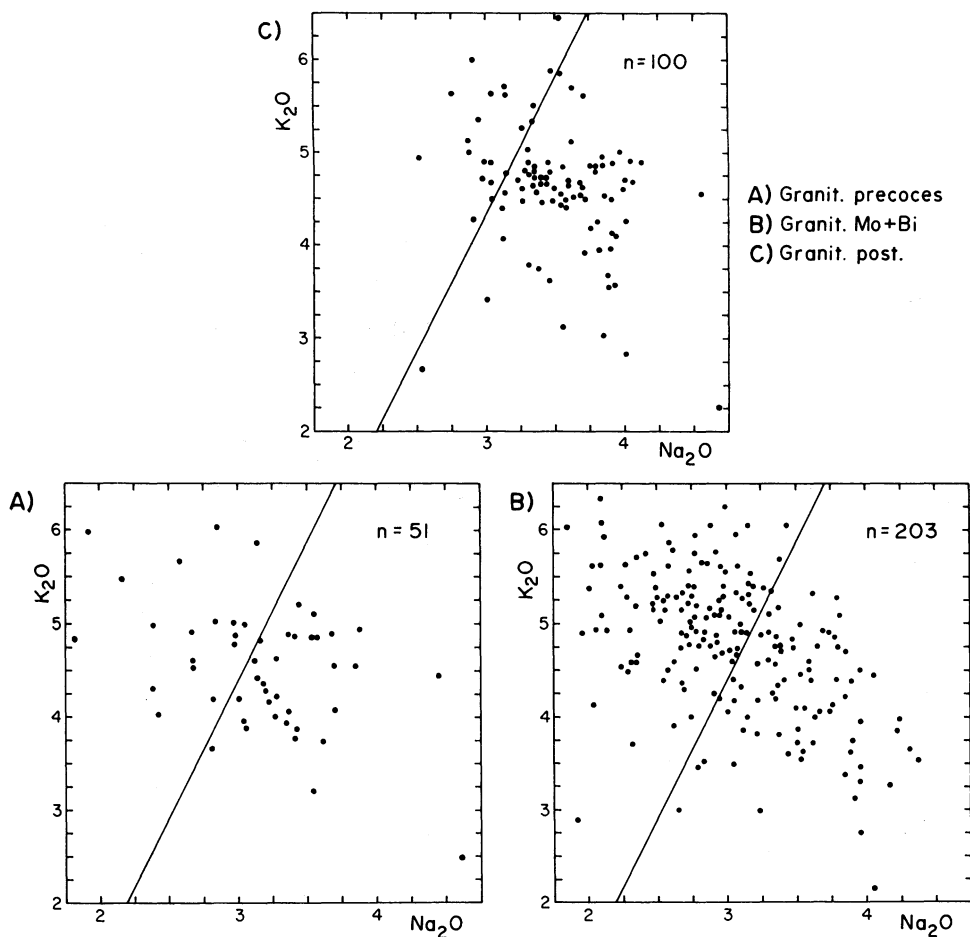 C)
n=100
K₂O
6
5
4
3
2
2
3
4
Na₂O
A) Granit. precoces
B) Granit. Mo+Bi
C) Granit. post.
A)
n=51
K₂O
6
5
4
3
2
2
3
4
Na₂O
B)
n=203
K₂O
6
5
4
3
2
2
3
4
Na₂O